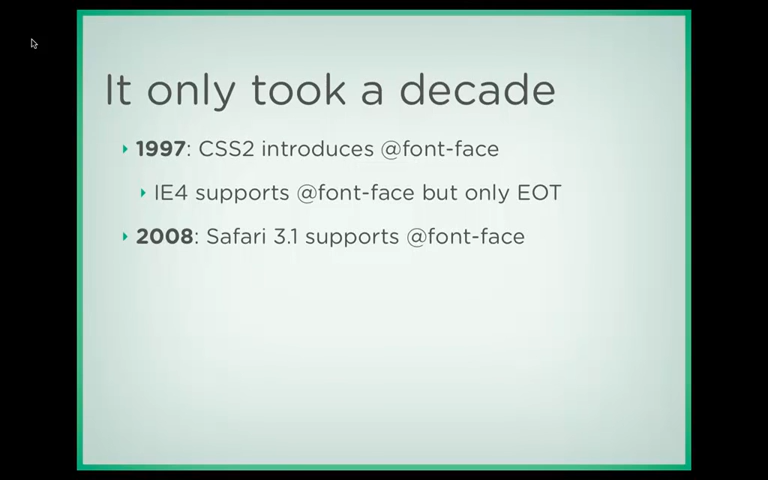 It only took a decade
1997: CSS2 introduces @font-face
IE4 supports @font-face but only EOT
2008: Safari 3.1 supports @font-face